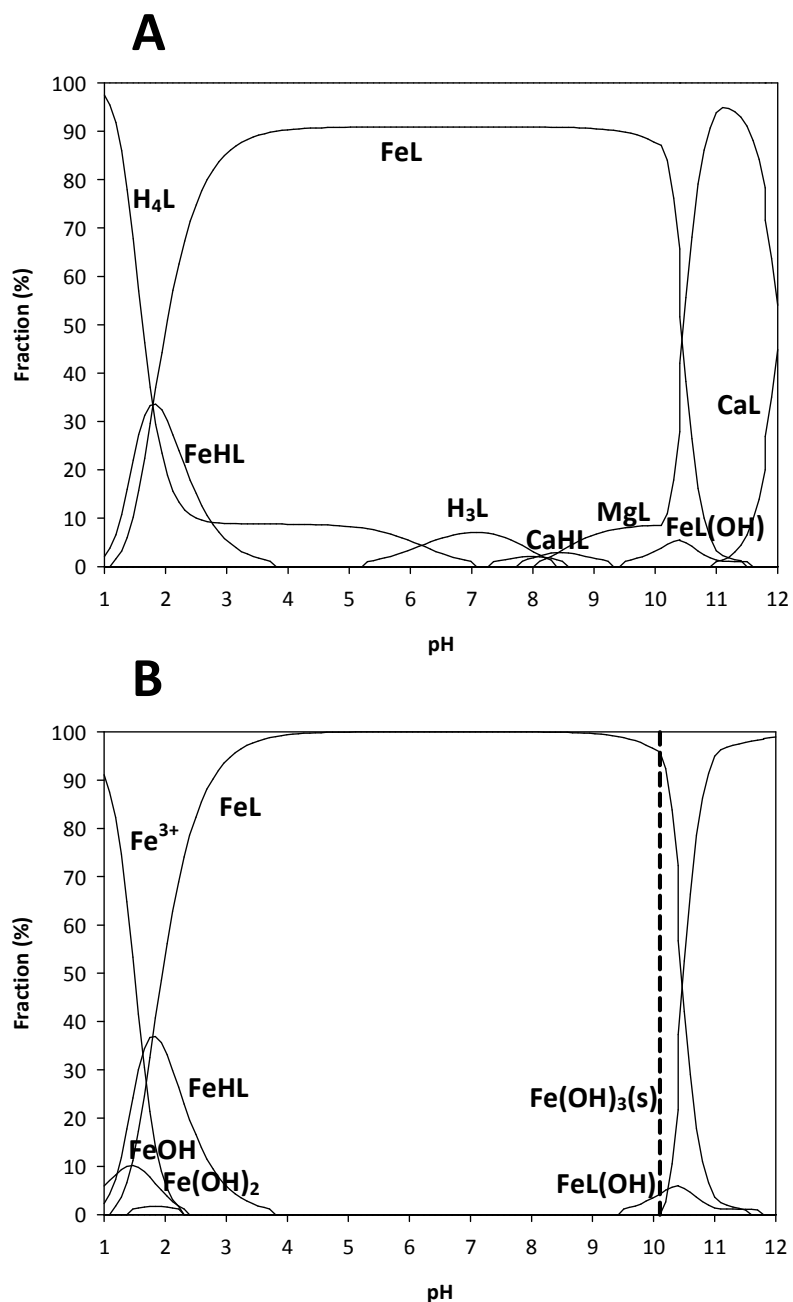 A
100
90
80
70
60
50
40
30
20
10
0
Fraction (%)
H₄L
FeL
FeHL
H₃L
CaHL
MgL
FeL(OH)
CaL
1 2 3 4 5 6 7 8 9 10 11 12
pH
B
100
90
80
70
60
50
40
30
20
10
0
Fraction (%)
Fe³⁺
FeL
FeHL
FeOH
Fe(OH)₂
Fe(OH)₃(s)
FeL(OH)
1 2 3 4 5 6 7 8 9 10 11 12
pH